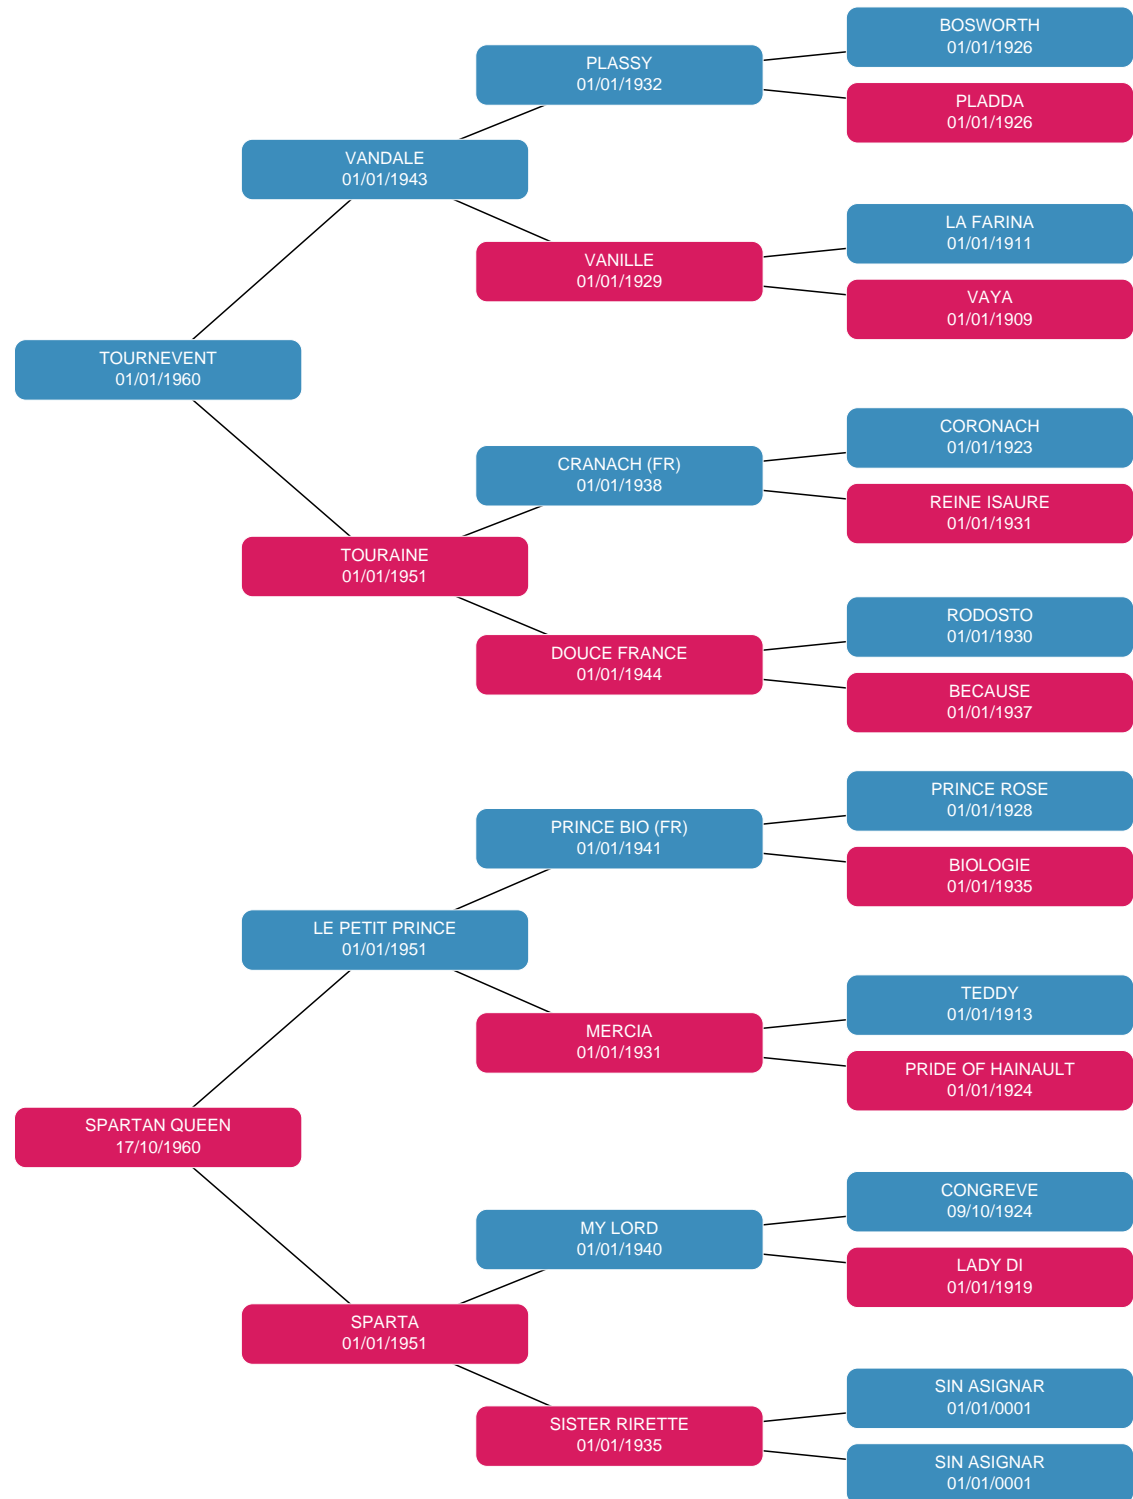 BOSWORTH
01/01/1926
PLASSY
01/01/1932
PLADDA
01/01/1926
VANDALE
01/01/1943
LA FARINA
01/01/1911
VANILLE
01/01/1929
VAYA
01/01/1909
TOURNEVENT
01/01/1960
CORONACH
01/01/1923
CRANACH (FR)
01/01/1938
REINE ISAURE
01/01/1931
TOURAINE
01/01/1951
RODOSTO
01/01/1930
DOUCE FRANCE
01/01/1944
BECAUSE
01/01/1937
PRINCE ROSE
01/01/1928
PRINCE BIO (FR)
01/01/1941
BIOLOGIE
01/01/1935
LE PETIT PRINCE
01/01/1951
TEDDY
01/01/1913
MERCIA
01/01/1931
PRIDE OF HAINAULT
01/01/1924
SPARTAN QUEEN
17/10/1960
CONGREVE
09/10/1924
MY LORD
01/01/1940
LADY DI
01/01/1919
SPARTA
01/01/1951
SIN ASIGNAR
01/01/0001
SISTER RIRETTE
01/01/1935
SIN ASIGNAR
01/01/0001